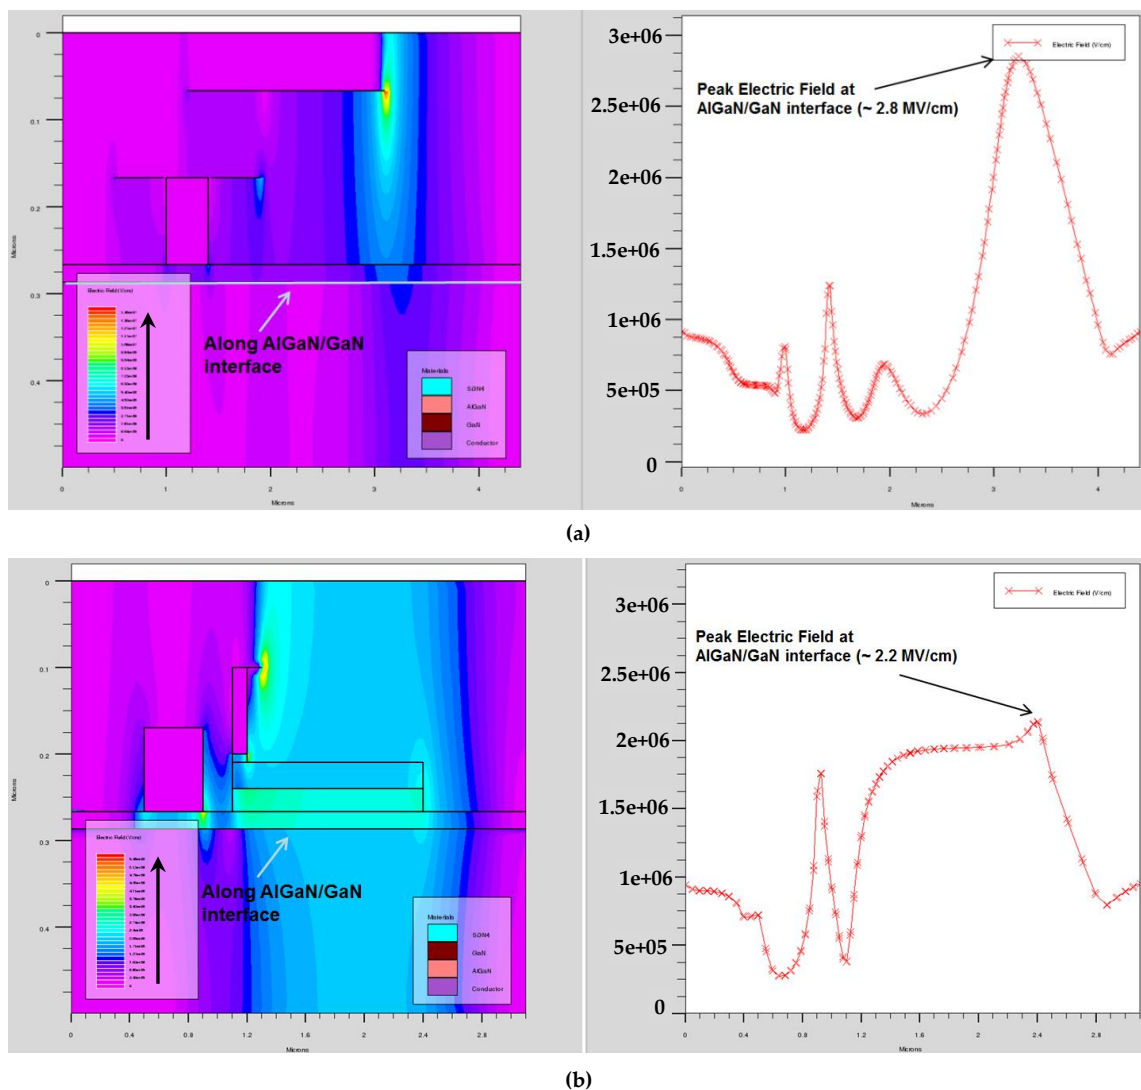 0
0.1
0.2
0.3
0.4
Microns
Electric Field (V/cm)
0
Along AlGaN/GaN
interface
Materials
Si3N4
AlGaN
GaN
Conductor
0
1
2
3
4
Microns
3e+06
2.5e+06
2e+06
1.5e+06
1e+06
5e+05
0
Electric Field (V/cm)
Peak Electric Field at
AlGaN/GaN interface (~ 2.8 MV/cm)
0
1
2
3
4
Microns
(a)
0
0.1
0.2
0.3
0.4
Microns
Electric Field (V/cm)
0
Along AlGaN/GaN
interface
Materials
Si3N4
GaN
AlGaN
Conductor
0
0.4
0.8
1.2
1.6
2
2.4
2.8
Microns
3e+06
2.5e+06
2e+06
1.5e+06
1e+06
5e+05
0
Electric Field (V/cm)
Peak Electric Field at
AlGaN/GaN interface (~ 2.2 MV/cm)
0
0.4
0.8
1.2
1.6
2
2.4
2.8
Microns
(b)